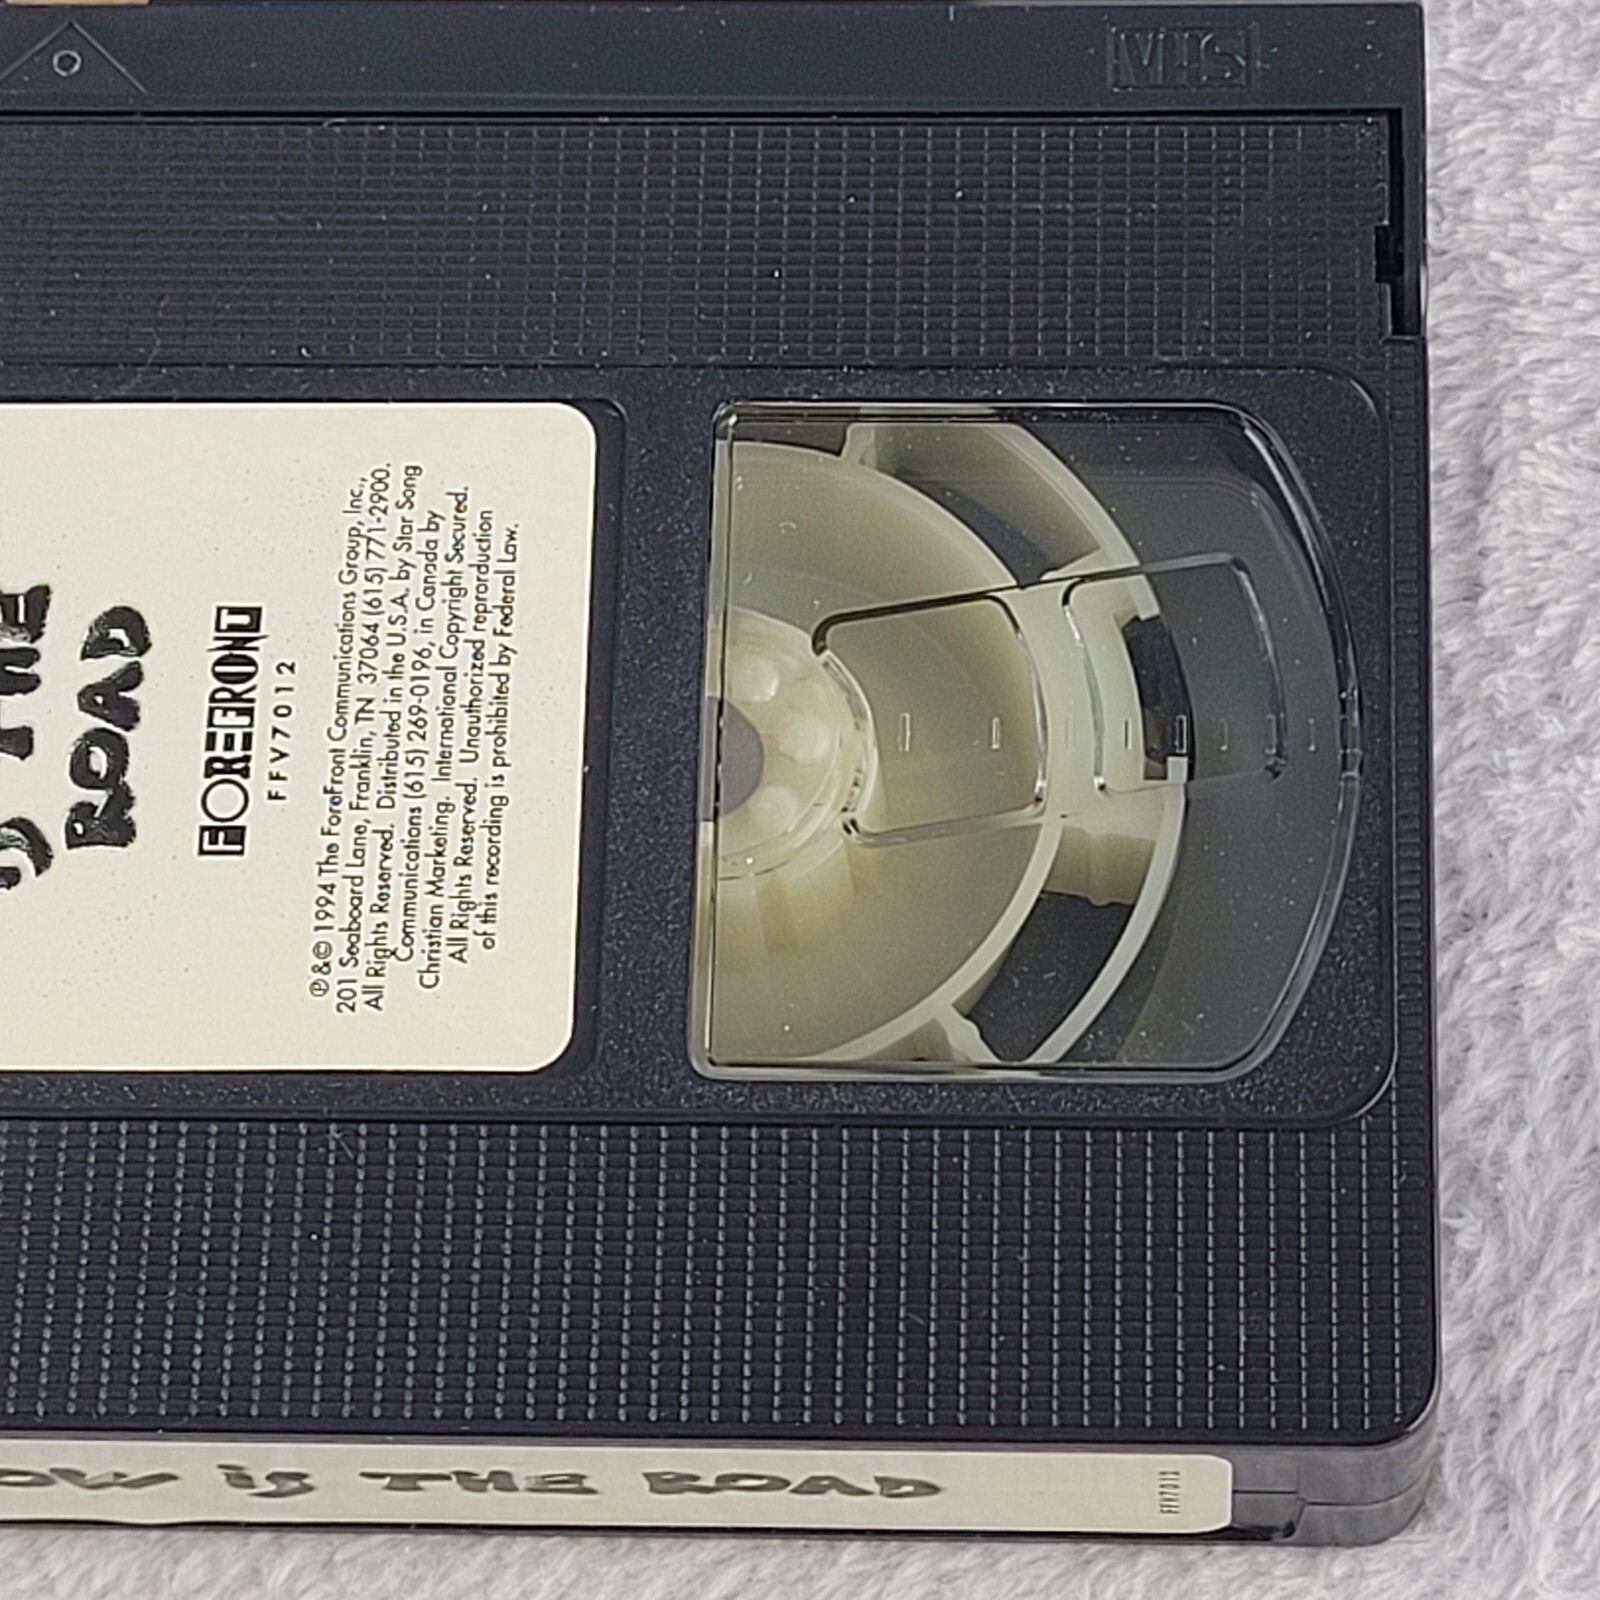 VHS
THE
ROAD
FOREFRONT
FFV7012
℗&© 1994 The ForeFront Communications Group, Inc.,
201 Seaboard Lane, Franklin, TN 37064 (615) 771-2900.
All Rights Reserved. Distributed in the U.S.A. by Star Song
Communications (615) 269-0196, in Canada by
Christian Marketing. International Copyright Secured.
All Rights Reserved. Unauthorized reproduction
of this recording is prohibited by Federal Law.
OW iS THE ROAD
FFV7012